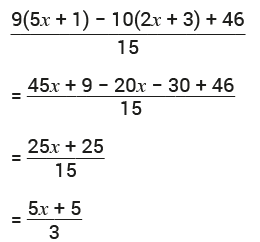 9(5x + 1) − 10(2x + 3) + 46
15
= 45x + 9 − 20x − 30 + 46
15
= 25x + 25
15
= 5x + 5
3